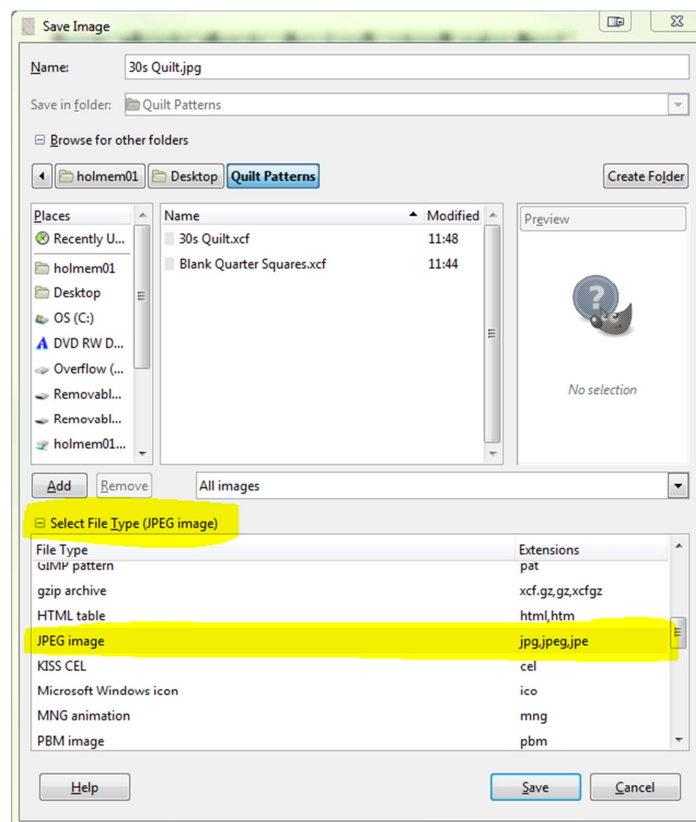 Save Image
Name: 30s Quilt.jpg
Save in folder: Quilt Patterns
Browse for other folders
holmem01 Desktop Quilt Patterns Create Folder
Places Name Modified Preview
Recently U... 30s Quilt.xcf 11:48
holmem01 Blank Quarter Squares.xcf 11:44
Desktop
OS (C:)
DVD RW D...
Overflow (...
Removabl...
No selection
Removabl...
holmem01...
Add Remove All images
Select File Type (JPEG image)
File Type Extensions
GIMP pattern pat
gzip archive xcf.gz,gz,xcfgz
HTML table html,htm
JPEG image jpg,jpeg,jpe
KISS CEL cel
Microsoft Windows icon ico
MNG animation mng
PBM image pbm
Help Save Cancel